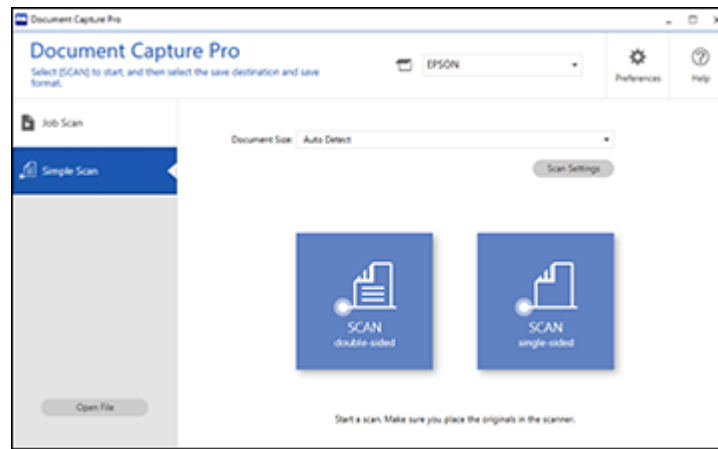 Document Capture Pro
Document Capture Pro
Select [SCAN] to start, and then select the save destination and save
format.
EPSON
Preferences
Help
Job Scan
Simple Scan
Document Size: Auto Detect
Scan Settings
SCAN
double-sided
SCAN
single-sided
Open File
Start a scan. Make sure you place the originals in the scanner.